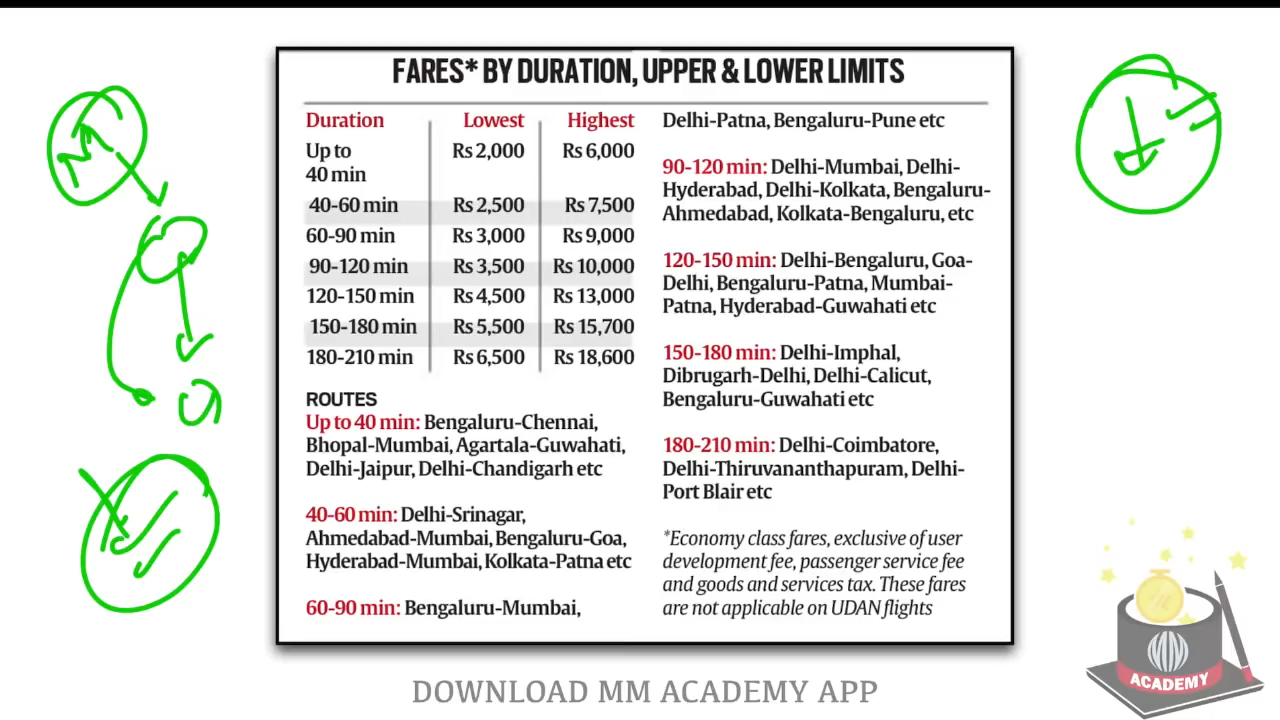 FARES* BY DURATION, UPPER & LOWER LIMITS
Duration Lowest Highest
Up to 40 min Rs 2,000 Rs 6,000
40-60 min Rs 2,500 Rs 7,500
60-90 min Rs 3,000 Rs 9,000
90-120 min Rs 3,500 Rs 10,000
120-150 min Rs 4,500 Rs 13,000
150-180 min Rs 5,500 Rs 15,700
180-210 min Rs 6,500 Rs 18,600
ROUTES
Up to 40 min: Bengaluru-Chennai,
Bhopal-Mumbai, Agartala-Guwahati,
Delhi-Jaipur, Delhi-Chandigarh etc
40-60 min: Delhi-Srinagar,
Ahmedabad-Mumbai, Bengaluru-Goa,
Hyderabad-Mumbai, Kolkata-Patna etc
60-90 min: Bengaluru-Mumbai,
Delhi-Patna, Bengaluru-Pune etc
90-120 min: Delhi-Mumbai, Delhi-
Hyderabad, Delhi-Kolkata, Bengaluru-
Ahmedabad, Kolkata-Bengaluru, etc
120-150 min: Delhi-Bengaluru, Goa-
Delhi, Bengaluru-Patna, Mumbai-
Patna, Hyderabad-Guwahati etc
150-180 min: Delhi-Imphal,
Dibrugarh-Delhi, Delhi-Calicut,
Bengaluru-Guwahati etc
180-210 min: Delhi-Coimbatore,
Delhi-Thiruvananthapuram, Delhi-
Port Blair etc
*Economy class fares, exclusive of user
development fee, passenger service fee
and goods and services tax. These fares
are not applicable on UDAN flights
MM
ACADEMY
DOWNLOAD MM ACADEMY APP